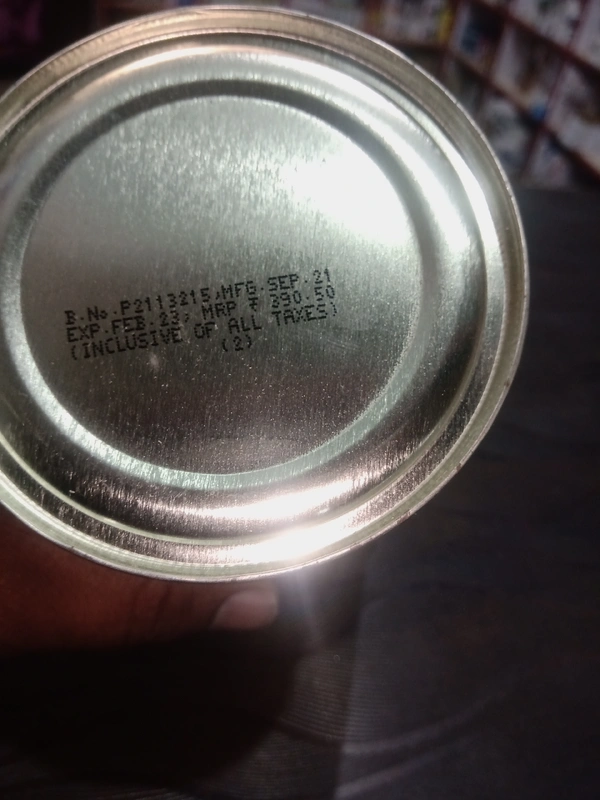 B.No.P2113215,MFG.SEP.21
EXP.FEB.23, MRP ₹ 390.50
(INCLUSIVE OF ALL TAXES)
(2)